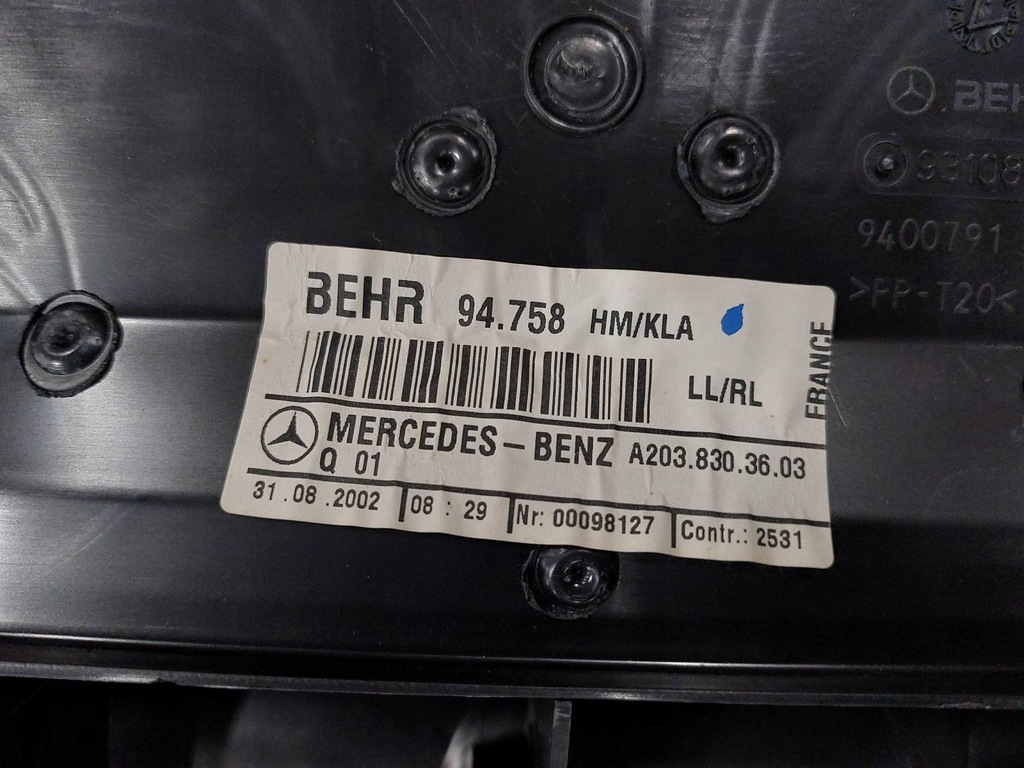 BEH
93108
9400791
>PP-T20<
BEHR 94.758 HM/KLA
FRANCE
LL/RL
MERCEDES-BENZ A203.830.36.03
Q 01
31.08.2002 08 : 29 Nr: 00098127 Contr.: 2531